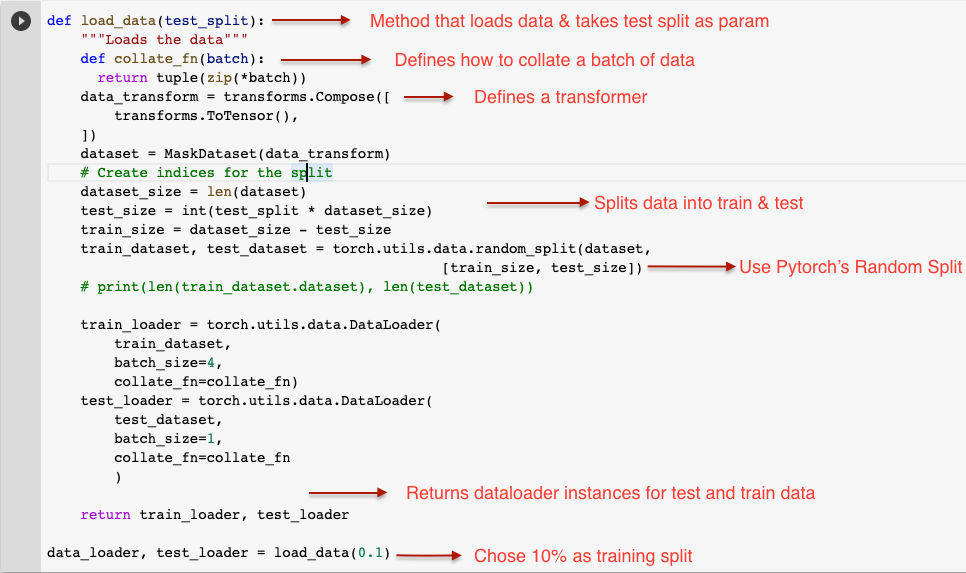 def load_data(test_split): Method that loads data & takes test split as param
"""Loads the data"""
def collate_fn(batch): Defines how to collate a batch of data
return tuple(zip(*batch))
data_transform = transforms.Compose([ Defines a transformer
transforms.ToTensor(),
])
dataset = MaskDataset(data_transform)
# Create indices for the split
dataset_size = len(dataset)
test_size = int(test_split * dataset_size) Splits data into train & test
train_size = dataset_size - test_size
train_dataset, test_dataset = torch.utils.data.random_split(dataset,
[train_size, test_size]) Use Pytorch's Random Split
# print(len(train_dataset.dataset), len(test_dataset))
train_loader = torch.utils.data.DataLoader(
train_dataset,
batch_size=4,
collate_fn=collate_fn)
test_loader = torch.utils.data.DataLoader(
test_dataset,
batch_size=1,
collate_fn=collate_fn
)
Returns dataloader instances for test and train data
return train_loader, test_loader
data_loader, test_loader = load_data(0.1) Chose 10% as training split